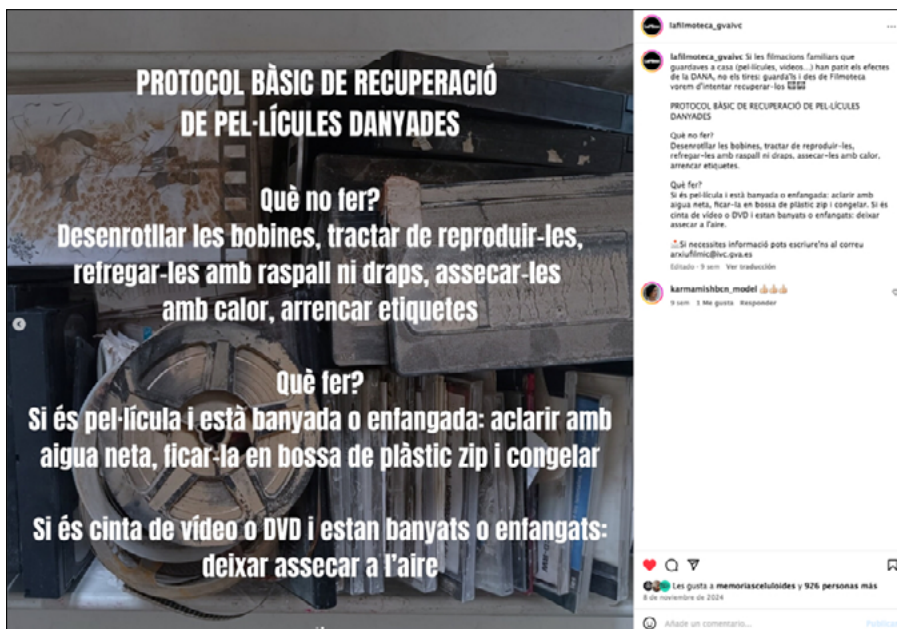 PROTOCOL BÀSIC DE RECUPERACIÓ
DE PEL·LÍCULES DANYADES
Què no fer?
Desenrotllar les bobines, tractar de reproduir-les,
refregar-les amb raspall ni draps, assecar-les
amb calor, arrencar etiquetes
Què fer?
Si és pel·lícula i està banyada o enfangada: aclarir amb
aigua neta, ficar-la en bossa de plàstic zip i congelar
Si és cinta de vídeo o DVD i estan banyats o enfangats:
deixar assecar a l'aire
lafilmoteca_gvaivc
lafilmoteca_gvaivc Si les filmacions familiars que
guardaves a casa (pel·lícules, vídeos...) han patit els efectes
de la DANA, no els tires: guarda'ls i des de Filmoteca
vorem d'intentar recuperar-los
PROTOCOL BÀSIC DE RECUPERACIÓ DE PEL·LÍCULES
DANYADES
Què no fer?
Desenrotllar les bobines, tractar de reproduir-les,
refregar-les amb raspall ni draps, assecar-les amb calor,
arrencar etiquetes.
Què fer?
Si és pel·lícula i està banyada o enfangada: aclarir amb
aigua neta, ficar-la en bossa de plàstic zip i congelar. Si és
cinta de vídeo o DVD i estan banyats o enfangats: deixar
assecar a l'aire.
Si necessites informació pots escriure'ns al correu
arxiufilmic@ivc.gva.es
Editado · 9 sem Ver traducción
karmamishbcn_model
9 sem 1 Me gusta Responder
Les gusta a memoriasceluloides y 926 personas más
8 de noviembre de 2024
Añade un comentario...
Publicar